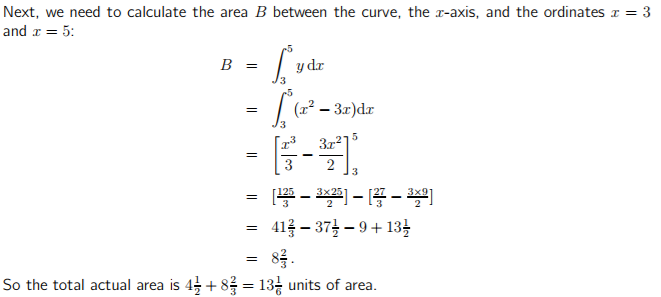 Next, we need to calculate the area B between the curve, the x-axis, and the ordinates x = 3
and x = 5:
B = ∫₃⁵ y dx
= ∫₃⁵ (x² − 3x)dx
= [x³/3 − 3x²/2]₃⁵
= [125/3 − 3×25/2] − [27/3 − 3×9/2]
= 41⅔ − 37½ − 9 + 13½
= 8⅔ .
So the total actual area is 4½ + 8⅔ = 13⅙ units of area.